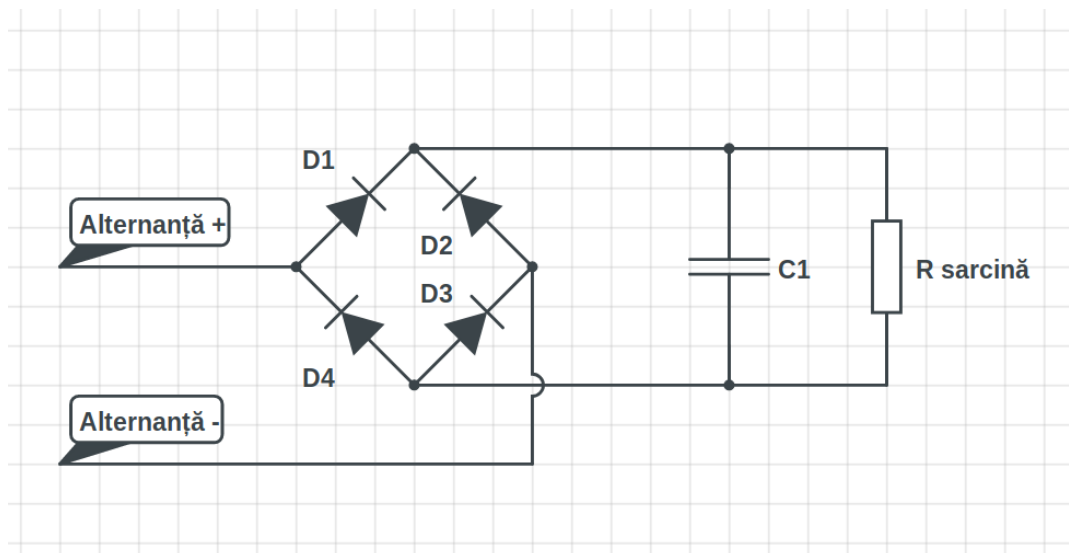 D1
Alternanță +
D2
D3
C1
R sarcină
D4
Alternanță -